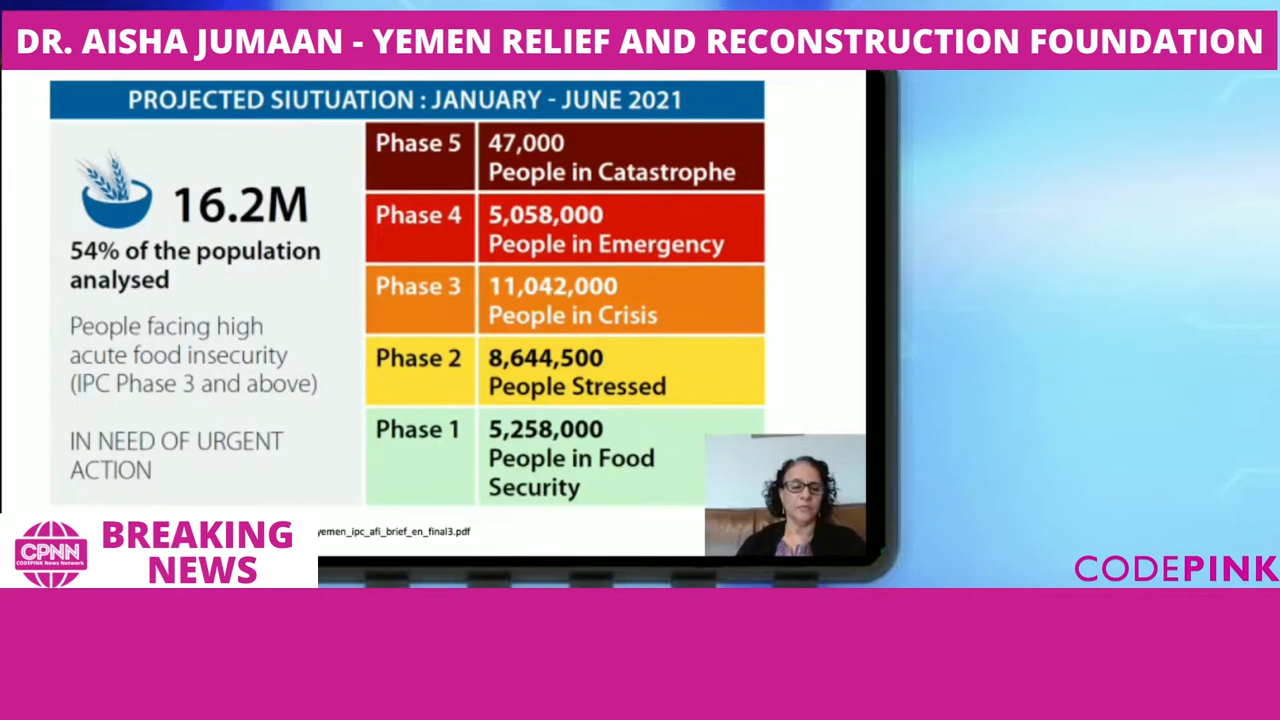 DR. AISHA JUMAAN - YEMEN RELIEF AND RECONSTRUCTION FOUNDATION
PROJECTED SIUTUATION : JANUARY - JUNE 2021
16.2M
54% of the population
analysed
People facing high
acute food insecurity
(IPC Phase 3 and above)
IN NEED OF URGENT
ACTION
Phase 5
47,000
People in Catastrophe
Phase 4
5,058,000
People in Emergency
Phase 3
11,042,000
People in Crisis
Phase 2
8,644,500
People Stressed
Phase 1
5,258,000
People in Food
Security
yemen_ipc_afi_brief_en_final3.pdf
CPNN
CODEPINK News Network
BREAKING
NEWS
CODEPINK